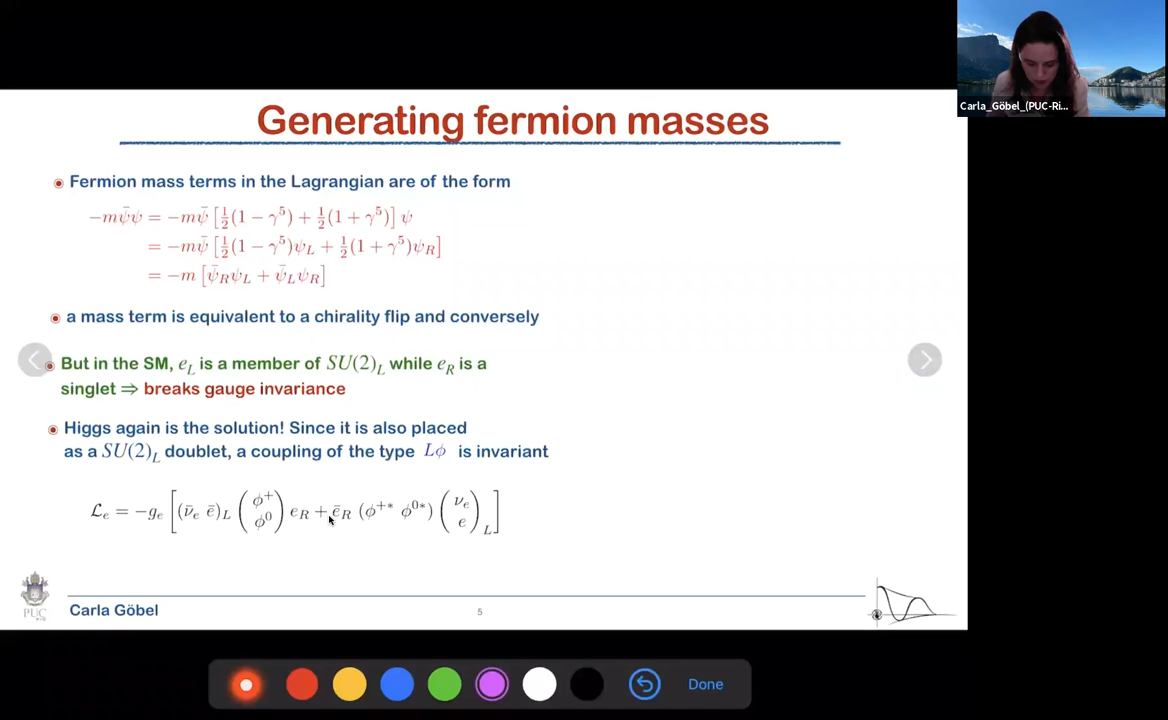 Carla_Göbel_(PUC-Ri...
Generating fermion masses
Fermion mass terms in the Lagrangian are of the form
−mψ̄ψ = −mψ̄ [½(1 − γ⁵) + ½(1 + γ⁵)] ψ
= −mψ̄ [½(1 − γ⁵)ψ_L + ½(1 + γ⁵)ψ_R]
= −m [ψ̄_Rψ_L + ψ̄_Lψ_R]
a mass term is equivalent to a chirality flip and conversely
But in the SM, e_L is a member of SU(2)_L while e_R is a
singlet ⇒ breaks gauge invariance
Higgs again is the solution! Since it is also placed
as a SU(2)_L doublet, a coupling of the type Lϕ is invariant
ℒ_e = −g_e [(ν̄_e ē)_L (ϕ⁺ ϕ⁰) e_R + ē_R (ϕ⁺* ϕ⁰*) (ν_e e)_L]
PUC
Carla Göbel
5
Done